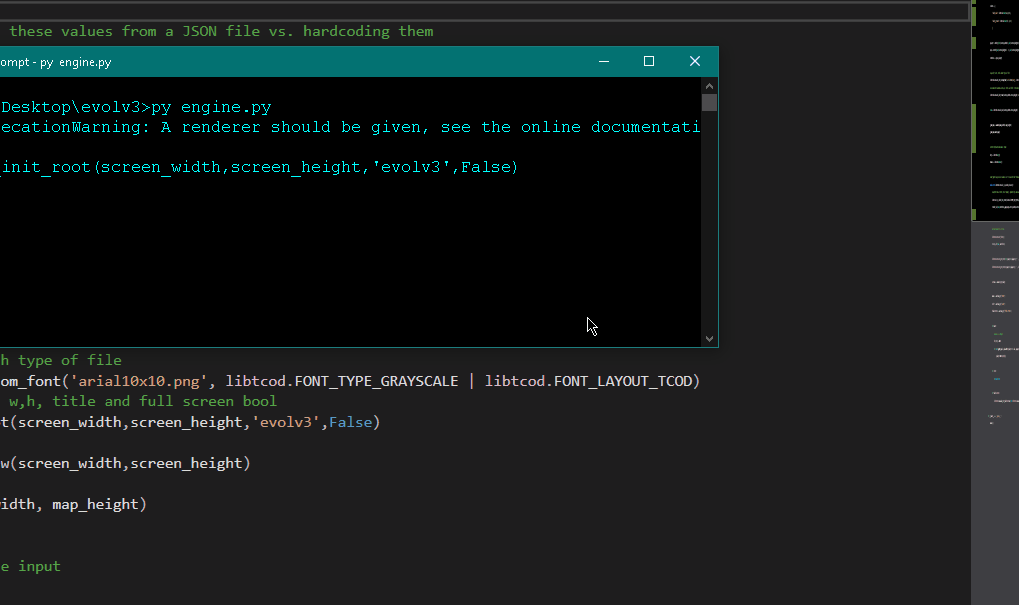 these values from a JSON file vs. hardcoding them
ompt - py engine.py
Desktop\evolv3>py engine.py
ecationWarning: A renderer should be given, see the online documentati
_init_root(screen_width,screen_height,'evolv3',False)
h type of file
om_font('arial10x10.png', libtcod.FONT_TYPE_GRAYSCALE | libtcod.FONT_LAYOUT_TCOD)
w,h, title and full screen bool
t(screen_width,screen_height,'evolv3',False)
w(screen_width,screen_height)
idth, map_height)
e input